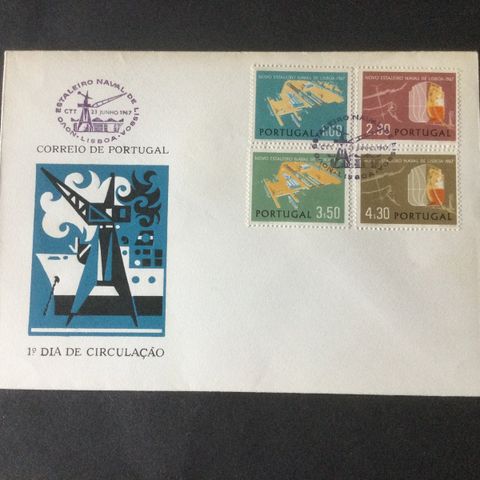 ESTALEIRO NAVAL DE LISBOA
CTT 23 JUNHO 1967
LISBOA
CORREIO DE PORTUGAL
1º DIA DE CIRCULAÇÃO
NOVO ESTALEIRO NAVAL DE LISBOA-1967
PORTUGAL
NOVO ESTALEIRO NAVAL DE LISBOA-1967
PORTUGAL
NOVO ESTALEIRO NAVAL DE LISBOA-1967
3$50 PORTUGAL
NOVO ESTALEIRO NAVAL DE LISBOA-1967
4.30 PORTUGAL